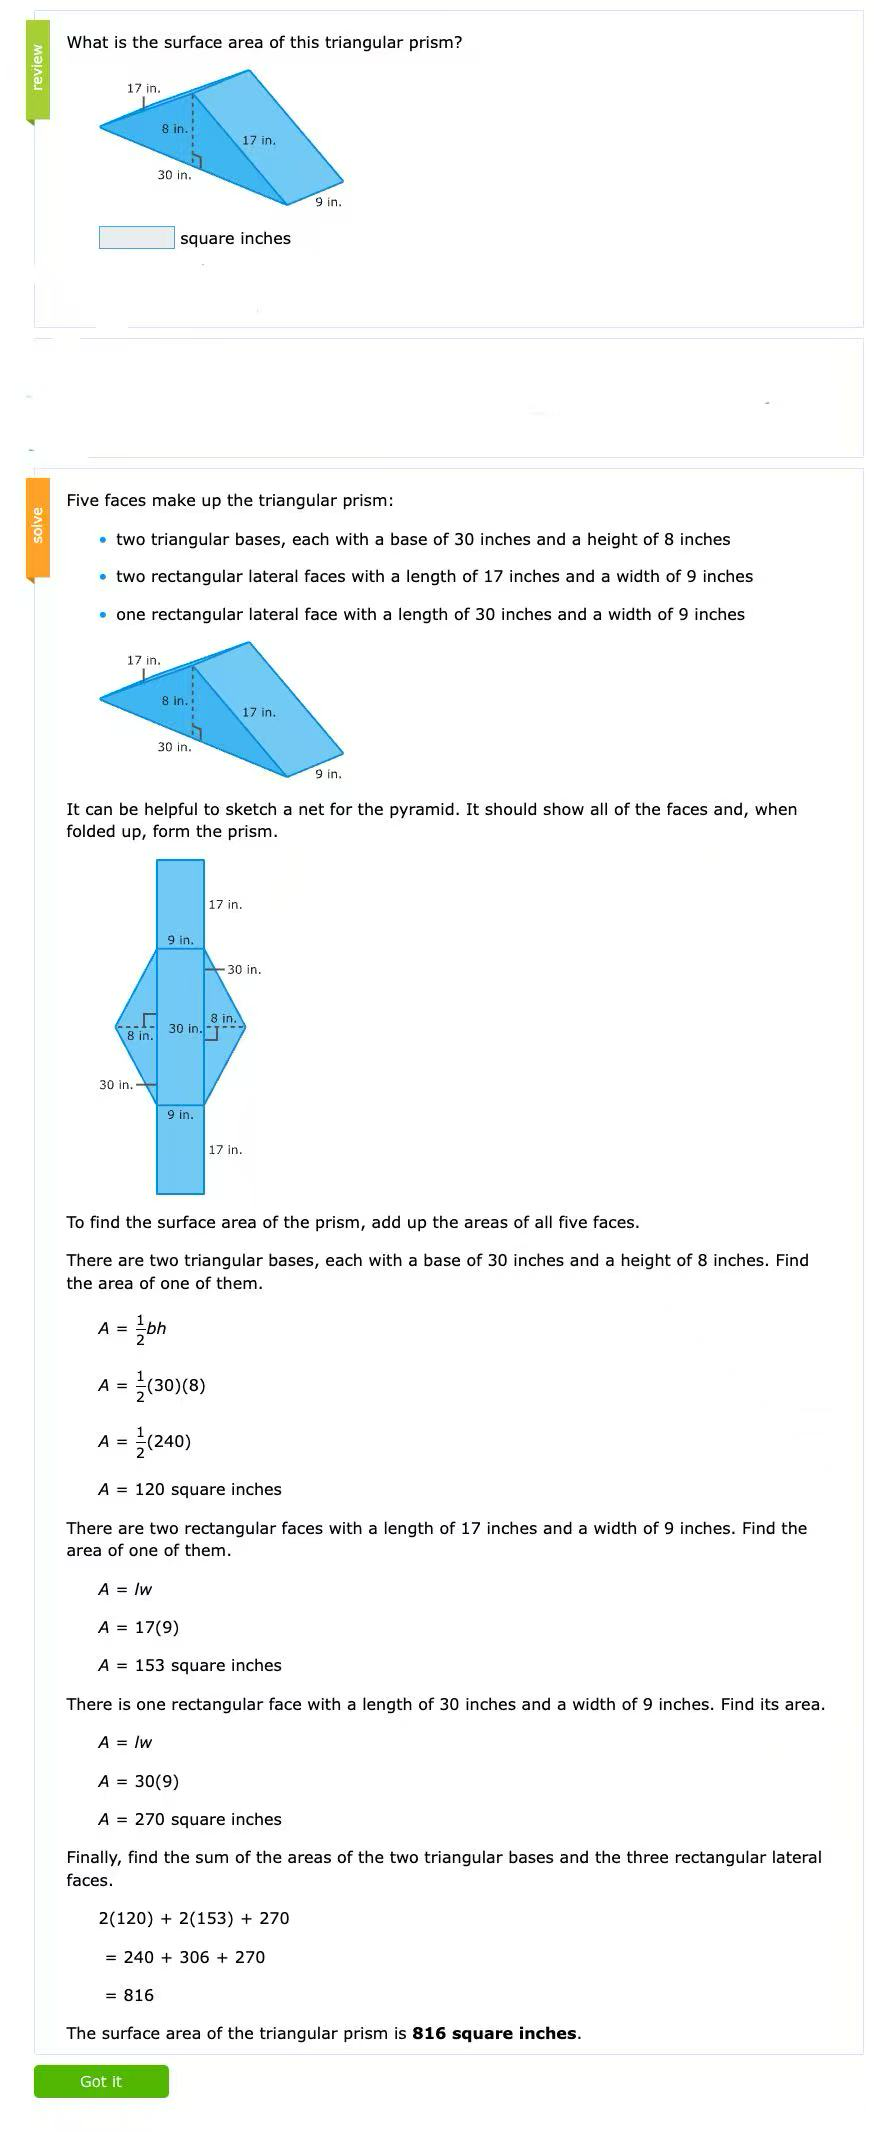 review
What is the surface area of this triangular prism?
17 in.
8 in.
17 in.
30 in.
9 in.
square inches
solve
Five faces make up the triangular prism:
• two triangular bases, each with a base of 30 inches and a height of 8 inches
• two rectangular lateral faces with a length of 17 inches and a width of 9 inches
• one rectangular lateral face with a length of 30 inches and a width of 9 inches
17 in.
8 in.
17 in.
30 in.
9 in.
It can be helpful to sketch a net for the pyramid. It should show all of the faces and, when
folded up, form the prism.
17 in.
9 in.
30 in.
8 in.
30 in.
8 in.
30 in.
9 in.
17 in.
To find the surface area of the prism, add up the areas of all five faces.
There are two triangular bases, each with a base of 30 inches and a height of 8 inches. Find
the area of one of them.
A = 1/2 bh
A = 1/2 (30)(8)
A = 1/2 (240)
A = 120 square inches
There are two rectangular faces with a length of 17 inches and a width of 9 inches. Find the
area of one of them.
A = lw
A = 17(9)
A = 153 square inches
There is one rectangular face with a length of 30 inches and a width of 9 inches. Find its area.
A = lw
A = 30(9)
A = 270 square inches
Finally, find the sum of the areas of the two triangular bases and the three rectangular lateral
faces.
2(120) + 2(153) + 270
= 240 + 306 + 270
= 816
The surface area of the triangular prism is 816 square inches.
Got it